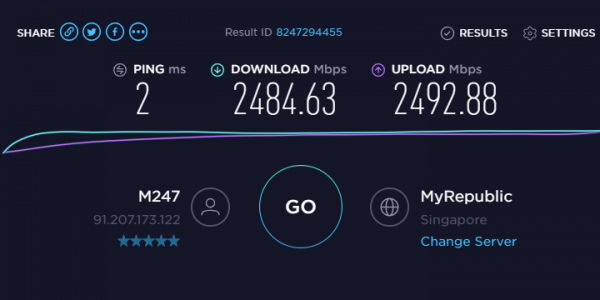 SHARE
Result ID 8247294455
RESULTS
SETTINGS
PING ms
2
DOWNLOAD Mbps
2484.63
UPLOAD Mbps
2492.88
M247
91.207.173.122
GO
MyRepublic
Singapore
Change Server